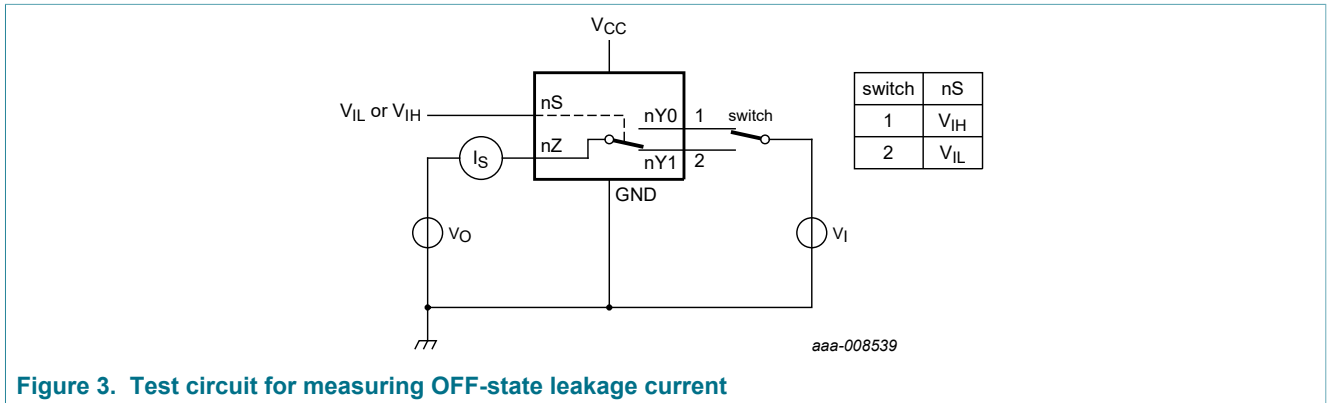 VCC
switch nS
1 VIH
2 VIL
VIL or VIH
nS
nY0 1 switch
nZ
IS
nY1 2
GND
VO
VI
aaa-008539
Figure 3. Test circuit for measuring OFF-state leakage current